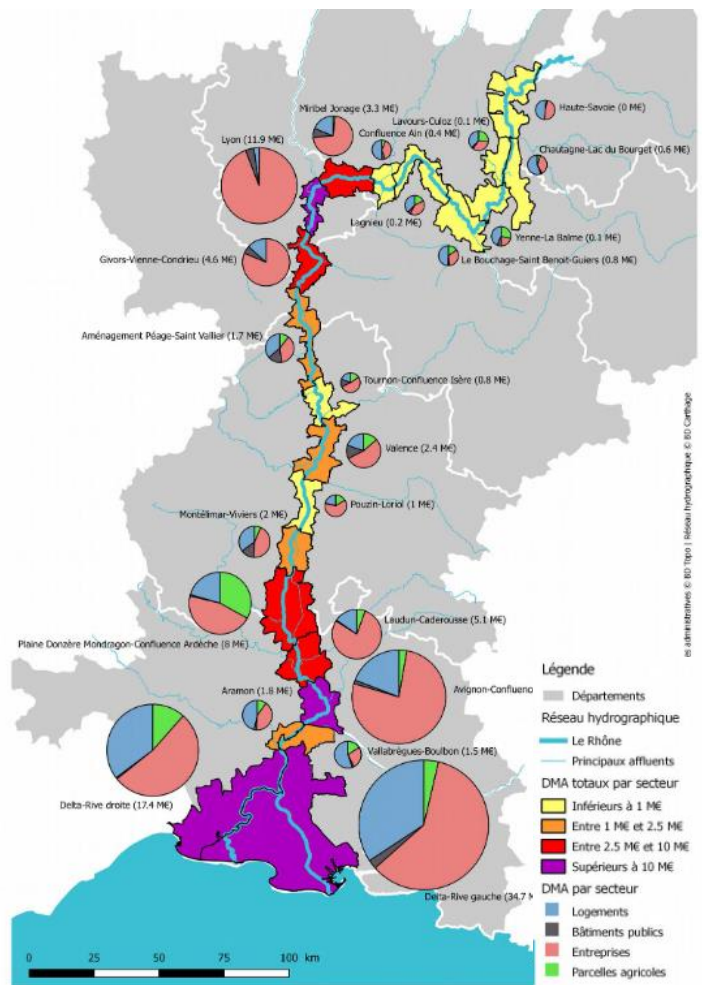 Haute-Savoie (0 M€)
Lavours-Culoz (0.1 M€)
Miribel Jonage (3.3 M€)
Confluence Ain (0.4 M€)
Lyon (11.9 M€)
Chautagne-Lac du Bourget (0.6 M€)
Lagnieu (0.2 M€)
Yenne-La Balme (0.1 M€)
Le Bouchage-Saint Benoit-Guiers (0.8 M€)
Givors-Vienne-Condrieu (4.6 M€)
Aménagement Péage-Saint Vallier (1.7 M€)
Tournon-Confluence Isère (0.8 M€)
Valence (2.4 M€)
Pouzin-Loriol (1 M€)
Montélimar-Viviers (2 M€)
Laudun-Caderousse (5.1 M€)
Plaine Donzère Mondragon-Confluence Ardèche (8 M€)
Aramon (1.8 M€)
Avignon-Confluenc
Vallabrègues-Boulbon (1.5 M€)
Delta-Rive droite (17.4 M€)
Delta-Rive gauche (34.7 M
es administratives © BD Topo | Réseau hydrographique © BD Carthage
Légende
Départements
Réseau hydrographique
Le Rhône
Principaux affluents
DMA totaux par secteur
Inférieurs à 1 M€
Entre 1 M€ et 2.5 M€
Entre 2.5 M€ et 10 M€
Supérieurs à 10 M€
DMA par secteur
Logements
Bâtiments publics
Entreprises
Parcelles agricoles
0 25 50 75 100 km